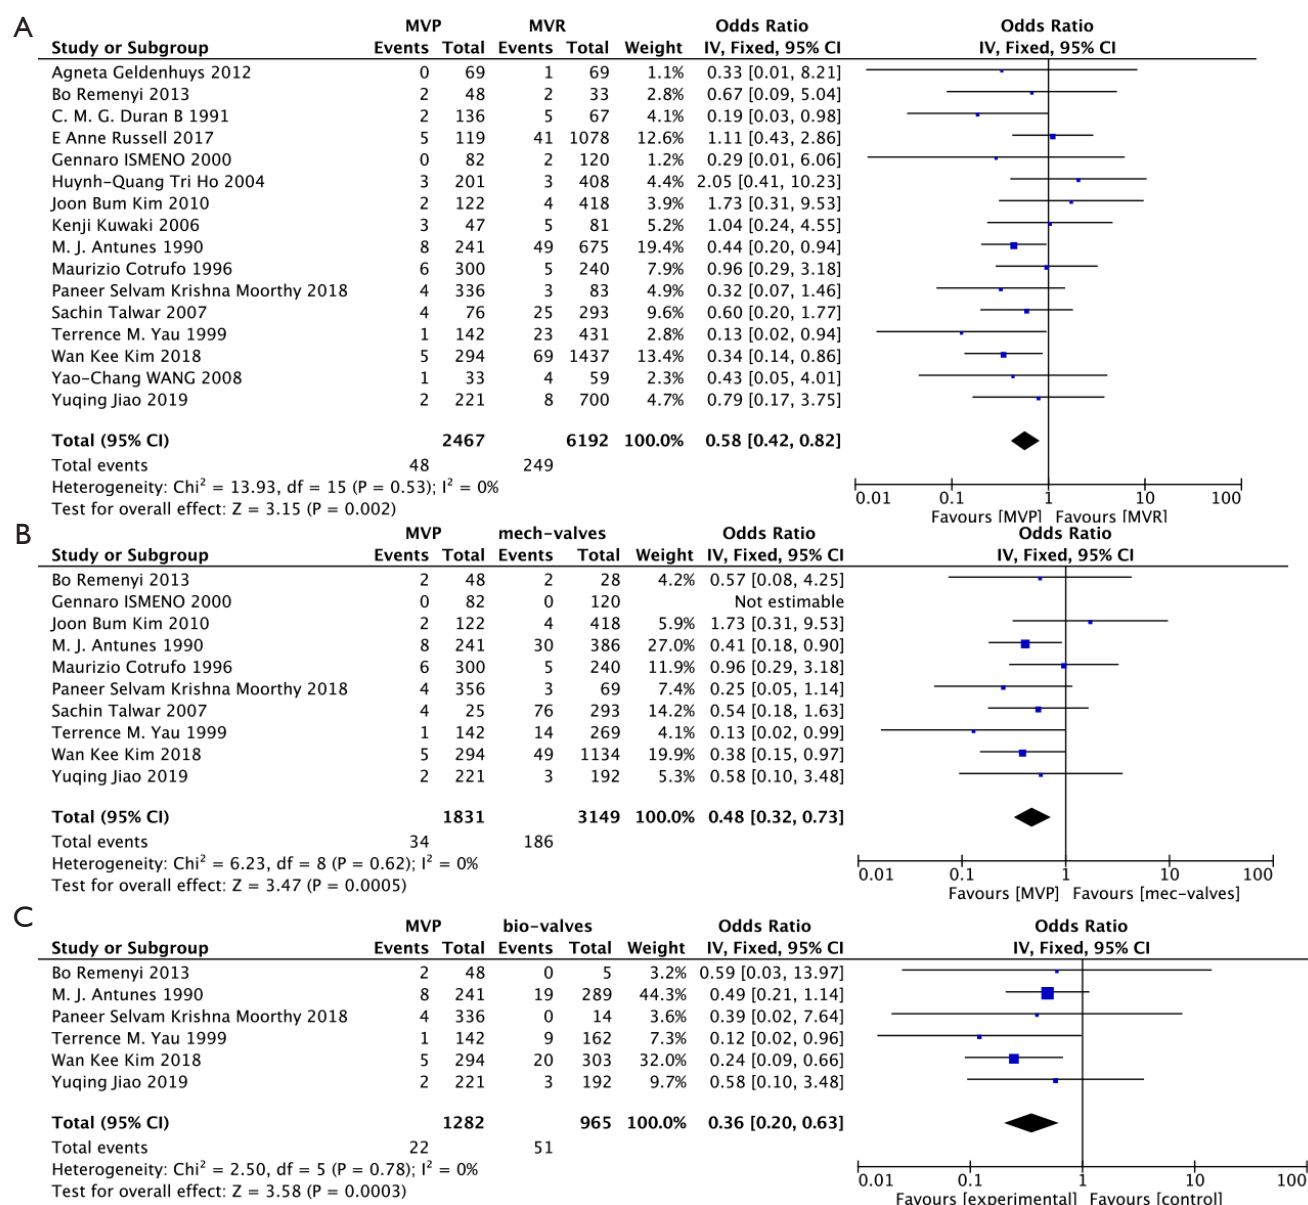 A
MVP MVR Odds Ratio Odds Ratio
Study or Subgroup Events Total Events Total Weight IV, Fixed, 95% CI IV, Fixed, 95% CI
Agneta Geldenhuys 2012 0 69 1 69 1.1% 0.33 [0.01, 8.21]
Bo Remenyi 2013 2 48 2 33 2.8% 0.67 [0.09, 5.04]
C. M. G. Duran B 1991 2 136 5 67 4.1% 0.19 [0.03, 0.98]
E Anne Russell 2017 5 119 41 1078 12.6% 1.11 [0.43, 2.86]
Gennaro ISMENO 2000 0 82 2 120 1.2% 0.29 [0.01, 6.06]
Huynh-Quang Tri Ho 2004 3 201 3 408 4.4% 2.05 [0.41, 10.23]
Joon Bum Kim 2010 2 122 4 418 3.9% 1.73 [0.31, 9.53]
Kenji Kuwaki 2006 3 47 5 81 5.2% 1.04 [0.24, 4.55]
M. J. Antunes 1990 8 241 49 675 19.4% 0.44 [0.20, 0.94]
Maurizio Cotrufo 1996 6 300 5 240 7.9% 0.96 [0.29, 3.18]
Paneer Selvam Krishna Moorthy 2018 4 336 3 83 4.9% 0.32 [0.07, 1.46]
Sachin Talwar 2007 4 76 25 293 9.6% 0.60 [0.20, 1.77]
Terrence M. Yau 1999 1 142 23 431 2.8% 0.13 [0.02, 0.94]
Wan Kee Kim 2018 5 294 69 1437 13.4% 0.34 [0.14, 0.86]
Yao-Chang WANG 2008 1 33 4 59 2.3% 0.43 [0.05, 4.01]
Yuqing Jiao 2019 2 221 8 700 4.7% 0.79 [0.17, 3.75]
Total (95% CI) 2467 6192 100.0% 0.58 [0.42, 0.82]
Total events 48 249
Heterogeneity: Chi² = 13.93, df = 15 (P = 0.53); I² = 0%
Test for overall effect: Z = 3.15 (P = 0.002)
0.01 0.1 1 10 100
Favours [MVP] Favours [MVR]
B
MVP mech-valves Odds Ratio Odds Ratio
Study or Subgroup Events Total Events Total Weight IV, Fixed, 95% CI IV, Fixed, 95% CI
Bo Remenyi 2013 2 48 2 28 4.2% 0.57 [0.08, 4.25]
Gennaro ISMENO 2000 0 82 0 120 Not estimable
Joon Bum Kim 2010 2 122 4 418 5.9% 1.73 [0.31, 9.53]
M. J. Antunes 1990 8 241 30 386 27.0% 0.41 [0.18, 0.90]
Maurizio Cotrufo 1996 6 300 5 240 11.9% 0.96 [0.29, 3.18]
Paneer Selvam Krishna Moorthy 2018 4 356 3 69 7.4% 0.25 [0.05, 1.14]
Sachin Talwar 2007 4 25 76 293 14.2% 0.54 [0.18, 1.63]
Terrence M. Yau 1999 1 142 14 269 4.1% 0.13 [0.02, 0.99]
Wan Kee Kim 2018 5 294 49 1134 19.9% 0.38 [0.15, 0.97]
Yuqing Jiao 2019 2 221 3 192 5.3% 0.58 [0.10, 3.48]
Total (95% CI) 1831 3149 100.0% 0.48 [0.32, 0.73]
Total events 34 186
Heterogeneity: Chi² = 6.23, df = 8 (P = 0.62); I² = 0%
Test for overall effect: Z = 3.47 (P = 0.0005)
0.01 0.1 1 10 100
Favours [MVP] Favours [mec-valves]
C
MVP bio-valves Odds Ratio Odds Ratio
Study or Subgroup Events Total Events Total Weight IV, Fixed, 95% CI IV, Fixed, 95% CI
Bo Remenyi 2013 2 48 0 5 3.2% 0.59 [0.03, 13.97]
M. J. Antunes 1990 8 241 19 289 44.3% 0.49 [0.21, 1.14]
Paneer Selvam Krishna Moorthy 2018 4 336 0 14 3.6% 0.39 [0.02, 7.64]
Terrence M. Yau 1999 1 142 9 162 7.3% 0.12 [0.02, 0.96]
Wan Kee Kim 2018 5 294 20 303 32.0% 0.24 [0.09, 0.66]
Yuqing Jiao 2019 2 221 3 192 9.7% 0.58 [0.10, 3.48]
Total (95% CI) 1282 965 100.0% 0.36 [0.20, 0.63]
Total events 22 51
Heterogeneity: Chi² = 2.50, df = 5 (P = 0.78); I² = 0%
Test for overall effect: Z = 3.58 (P = 0.0003)
0.01 0.1 1 10 100
Favours [experimental] Favours [control]